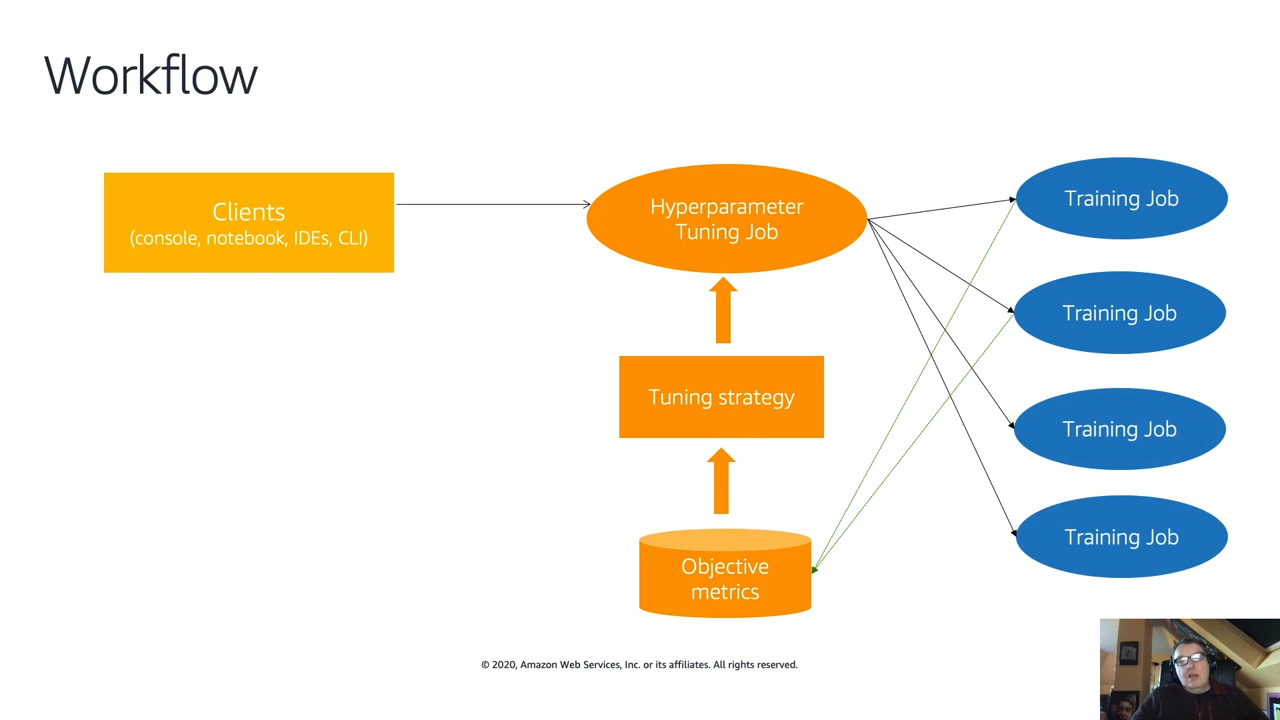 Workflow
Clients
(console, notebook, IDEs, CLI)
Hyperparameter
Tuning Job
Tuning strategy
Objective
metrics
Training Job
Training Job
Training Job
Training Job
© 2020, Amazon Web Services, Inc. or its affiliates. All rights reserved.